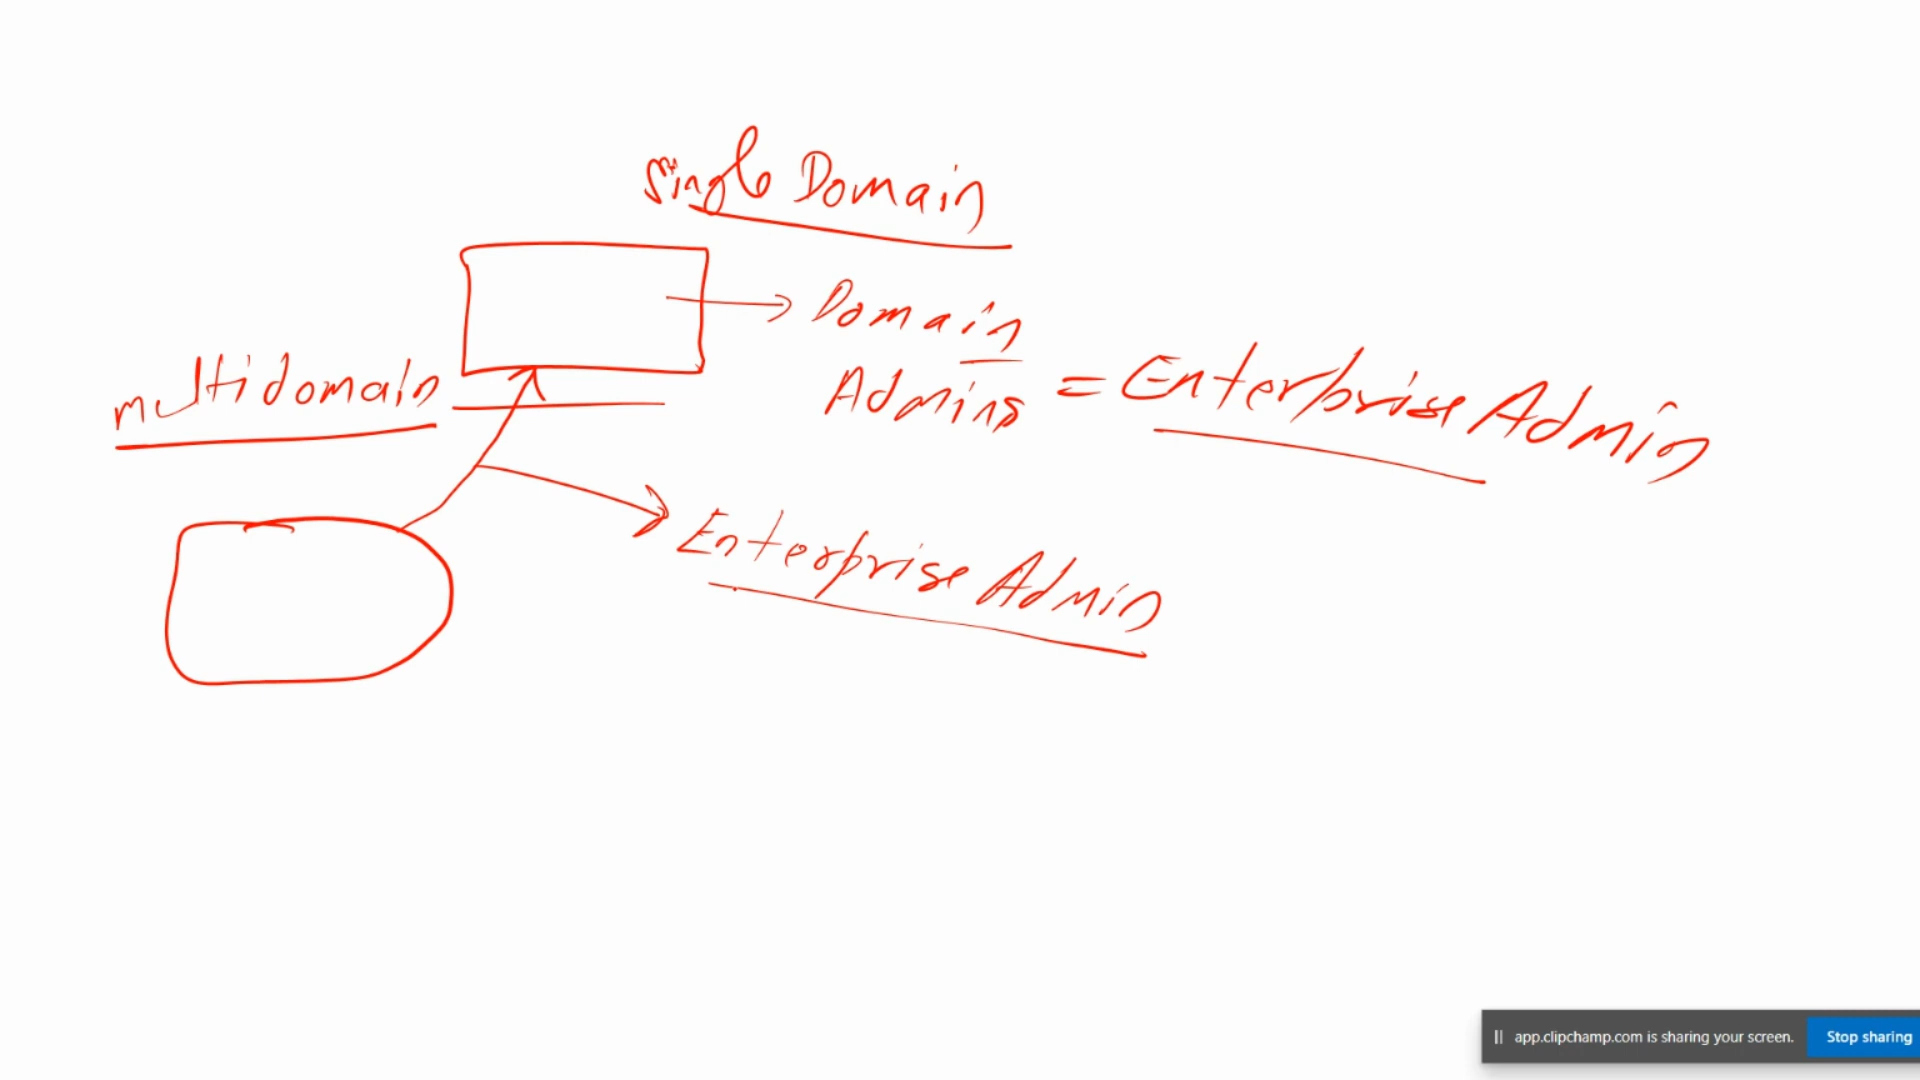 Single Domain
Domain
Admins = Enterprise Admin
multidomain
Enterprise Admin
app.clipchamp.com is sharing your screen.
Stop sharing